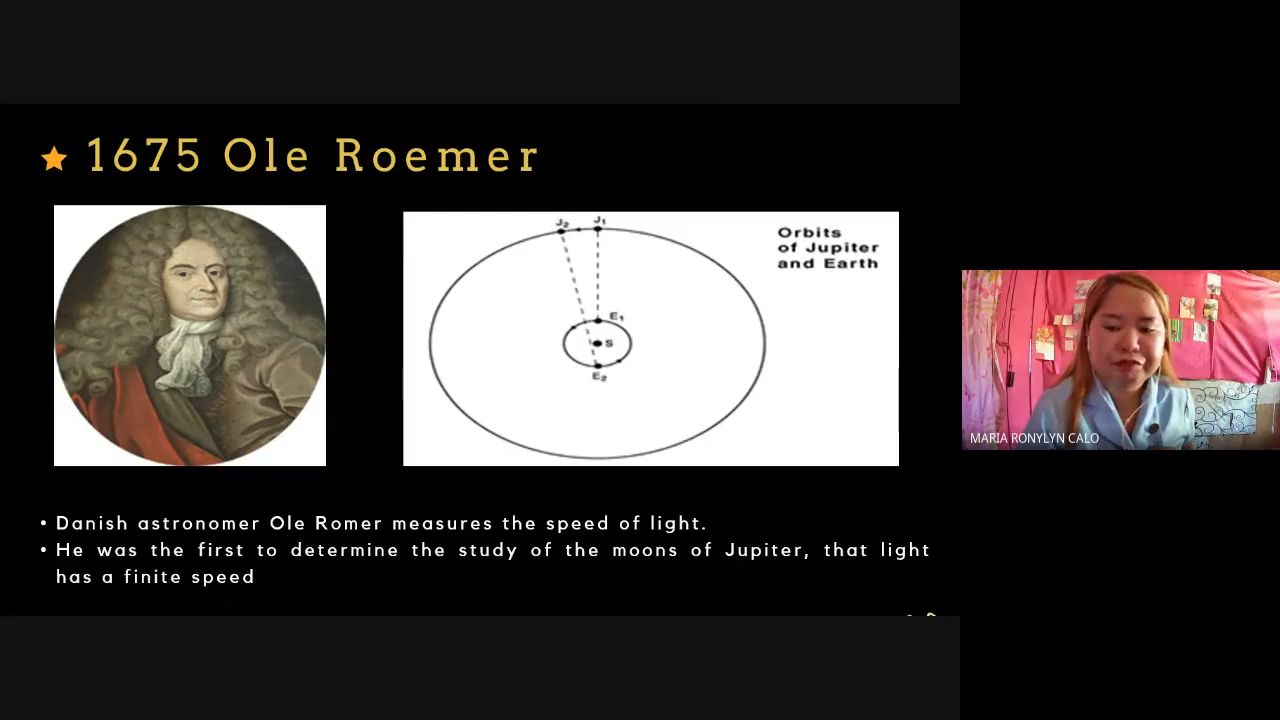 1675 Ole Roemer
J2 J1
Orbits
of Jupiter
and Earth
E1
S
E2
MARIA RONYLYN CALO
• Danish astronomer Ole Romer measures the speed of light.
• He was the first to determine the study of the moons of Jupiter, that light
has a finite speed